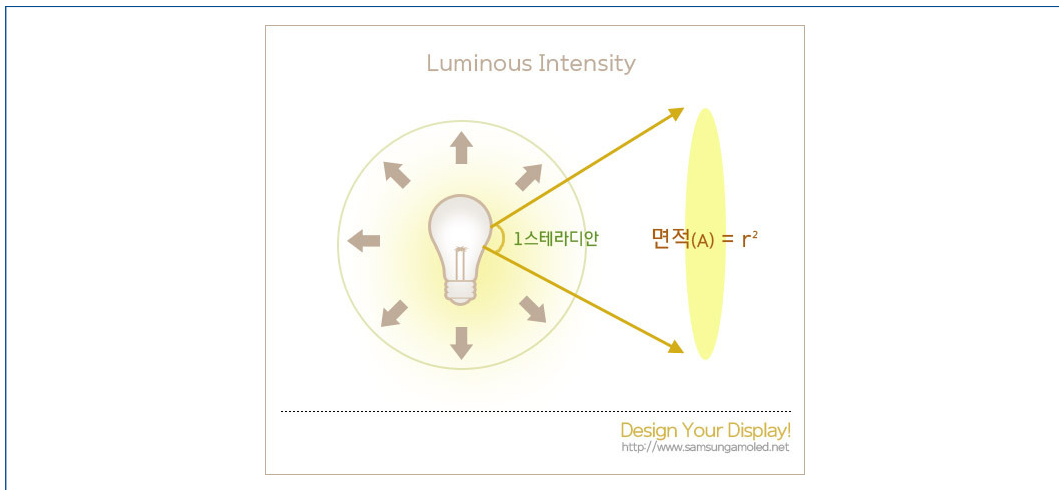 Luminous Intensity
1스테라디안
면적(A) = r²
Design Your Display!
http://www.samsungamoled.net